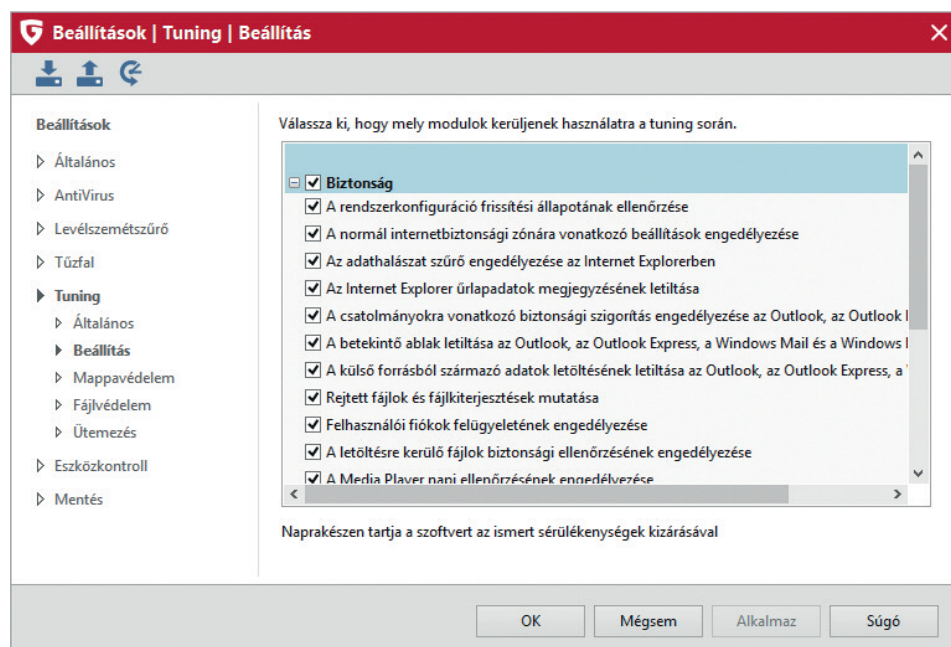 Beállítások | Tuning | Beállítás
Beállítások
Általános
AntiVirus
Levélszemétszűrő
Tűzfal
Tuning
Általános
Beállítás
Mappavédelem
Fájlvédelem
Ütemezés
Eszközkontroll
Mentés
Válassza ki, hogy mely modulok kerüljenek használatra a tuning során.
Biztonság
A rendszerkonfiguráció frissítési állapotának ellenőrzése
A normál internetbiztonsági zónára vonatkozó beállítások engedélyezése
Az adathalászat szűrő engedélyezése az Internet Explorerben
Az Internet Explorer űrlapadatok megjegyzésének letiltása
A csatolmányokra vonatkozó biztonsági szigorítás engedélyezése az Outlook, az Outlook
A betekintő ablak letiltása az Outlook, az Outlook Express, a Windows Mail és a Windows
A külső forrásból származó adatok letöltésének letiltása az Outlook, az Outlook Express, a
Rejtett fájlok és fájlkiterjesztések mutatása
Felhasználói fiókok felügyeletének engedélyezése
A letöltésre kerülő fájlok biztonsági ellenőrzésének engedélyezése
A Media Player napi ellenőrzésének engedélyezése
Naprakészen tartja a szoftvert az ismert sérülékenységek kizárásával
OK
Mégsem
Alkalmaz
Súgó